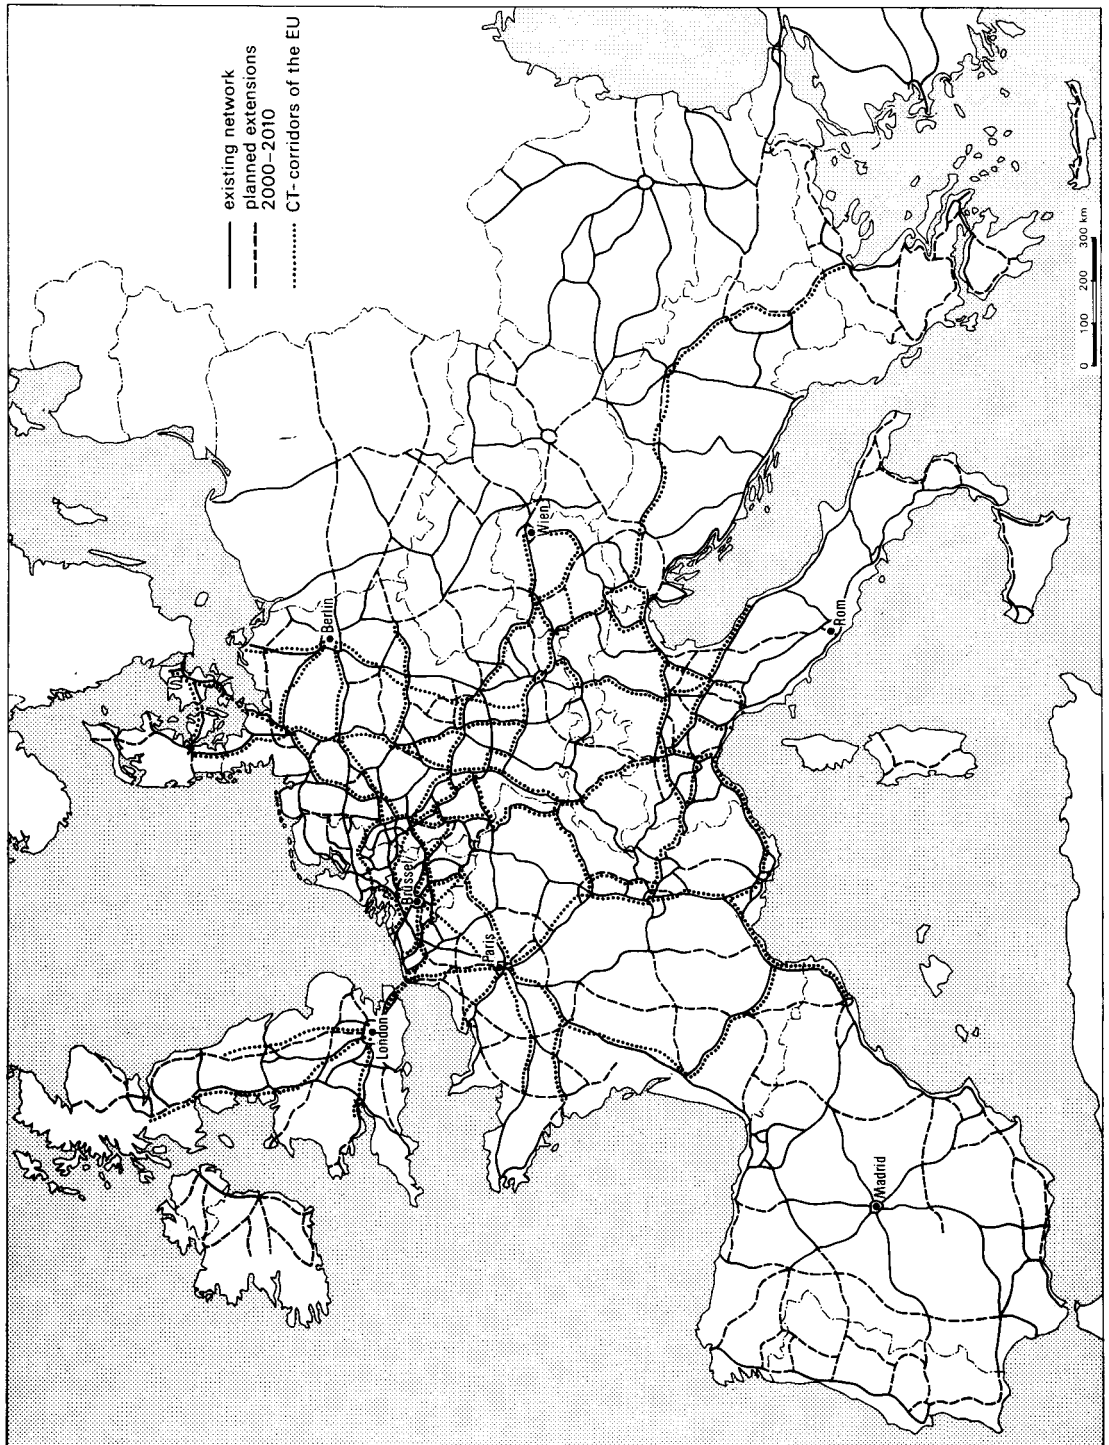 existing network
planned extensions
2000–2010
CT-corridors of the EU
Berlin
London
Brüssel
Paris
Wien
Rom
Madrid
0 100 200 300 km